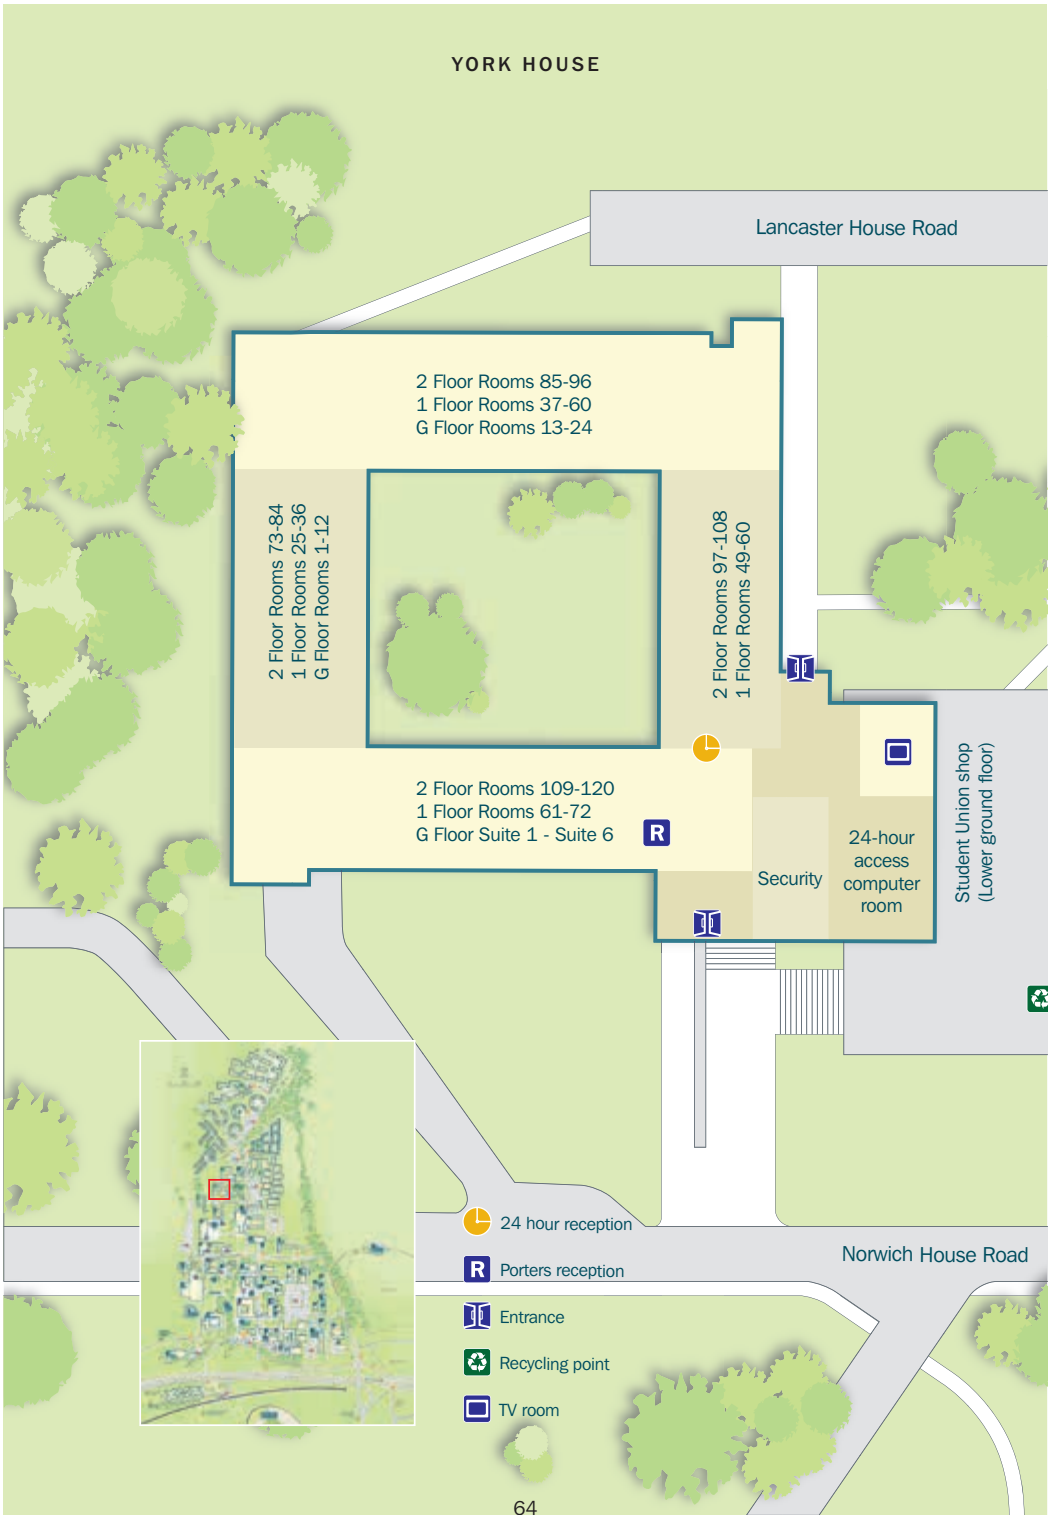 YORK HOUSE
Lancaster House Road
2 Floor Rooms 85-96
1 Floor Rooms 37-60
G Floor Rooms 13-24
2 Floor Rooms 73-84
1 Floor Rooms 25-36
G Floor Rooms 1-12
2 Floor Rooms 97-108
1 Floor Rooms 49-60
2 Floor Rooms 109-120
1 Floor Rooms 61-72
G Floor Suite 1 - Suite 6
R
Security
24-hour
access
computer
room
Student Union shop
(Lower ground floor)
24 hour reception
R Porters reception
Entrance
Recycling point
TV room
Norwich House Road
64